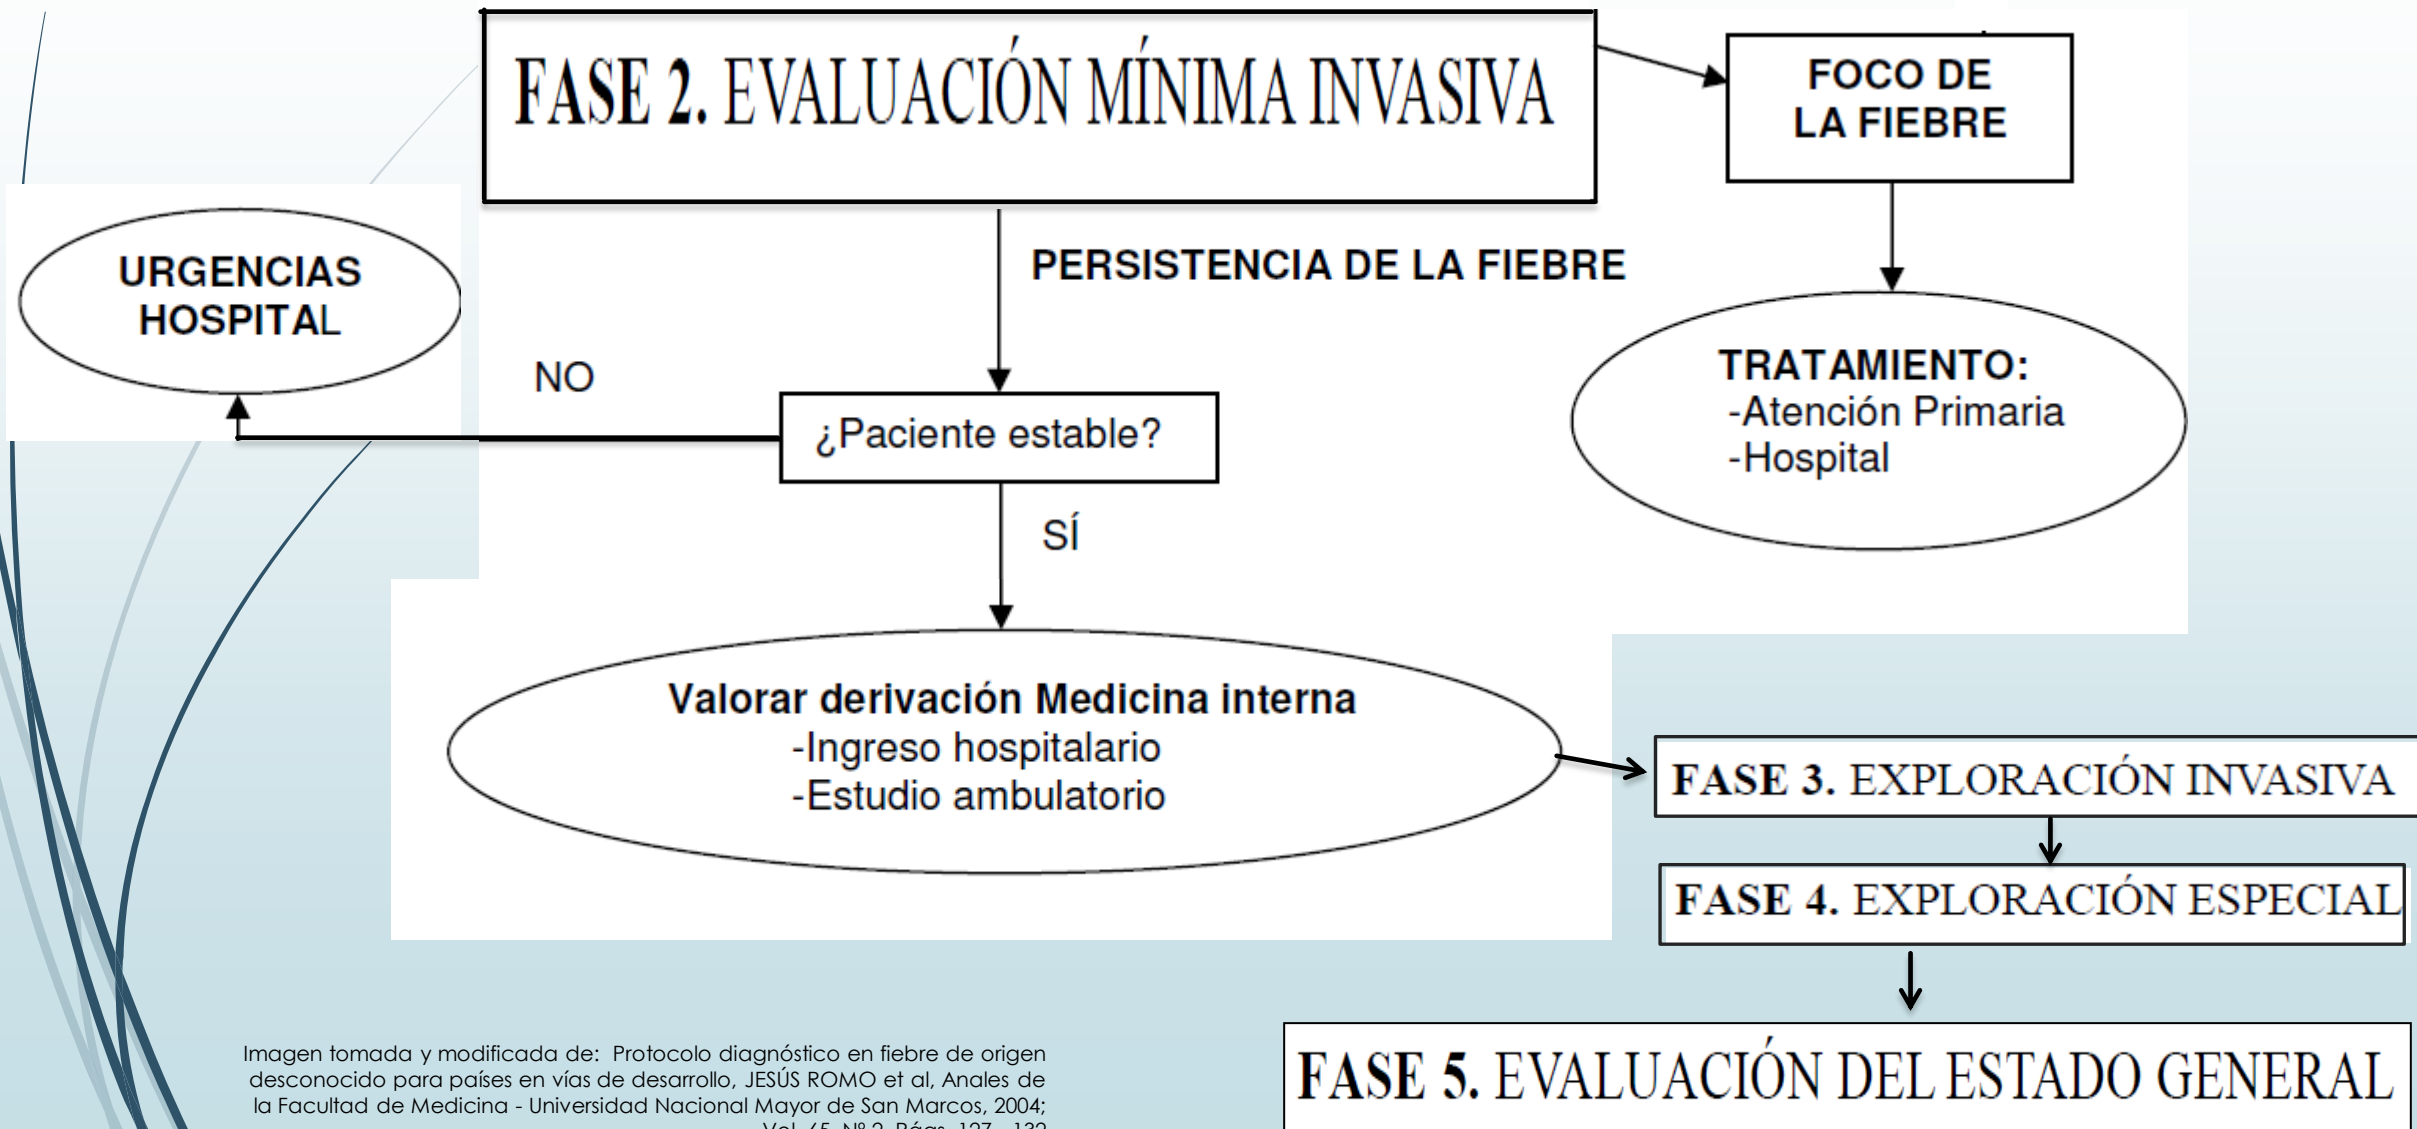 FASE 2. EVALUACIÓN MÍNIMA INVASIVA
FOCO DE
LA FIEBRE
URGENCIAS
HOSPITAL
PERSISTENCIA DE LA FIEBRE
NO
¿Paciente estable?
TRATAMIENTO:
-Atención Primaria
-Hospital
SÍ
Valorar derivación Medicina interna
-Ingreso hospitalario
-Estudio ambulatorio
FASE 3. EXPLORACIÓN INVASIVA
FASE 4. EXPLORACIÓN ESPECIAL
FASE 5. EVALUACIÓN DEL ESTADO GENERAL
Imagen tomada y modificada de: Protocolo diagnóstico en fiebre de origen
desconocido para países en vías de desarrollo, JESÚS ROMO et al, Anales de
la Facultad de Medicina - Universidad Nacional Mayor de San Marcos, 2004;
Nº 2